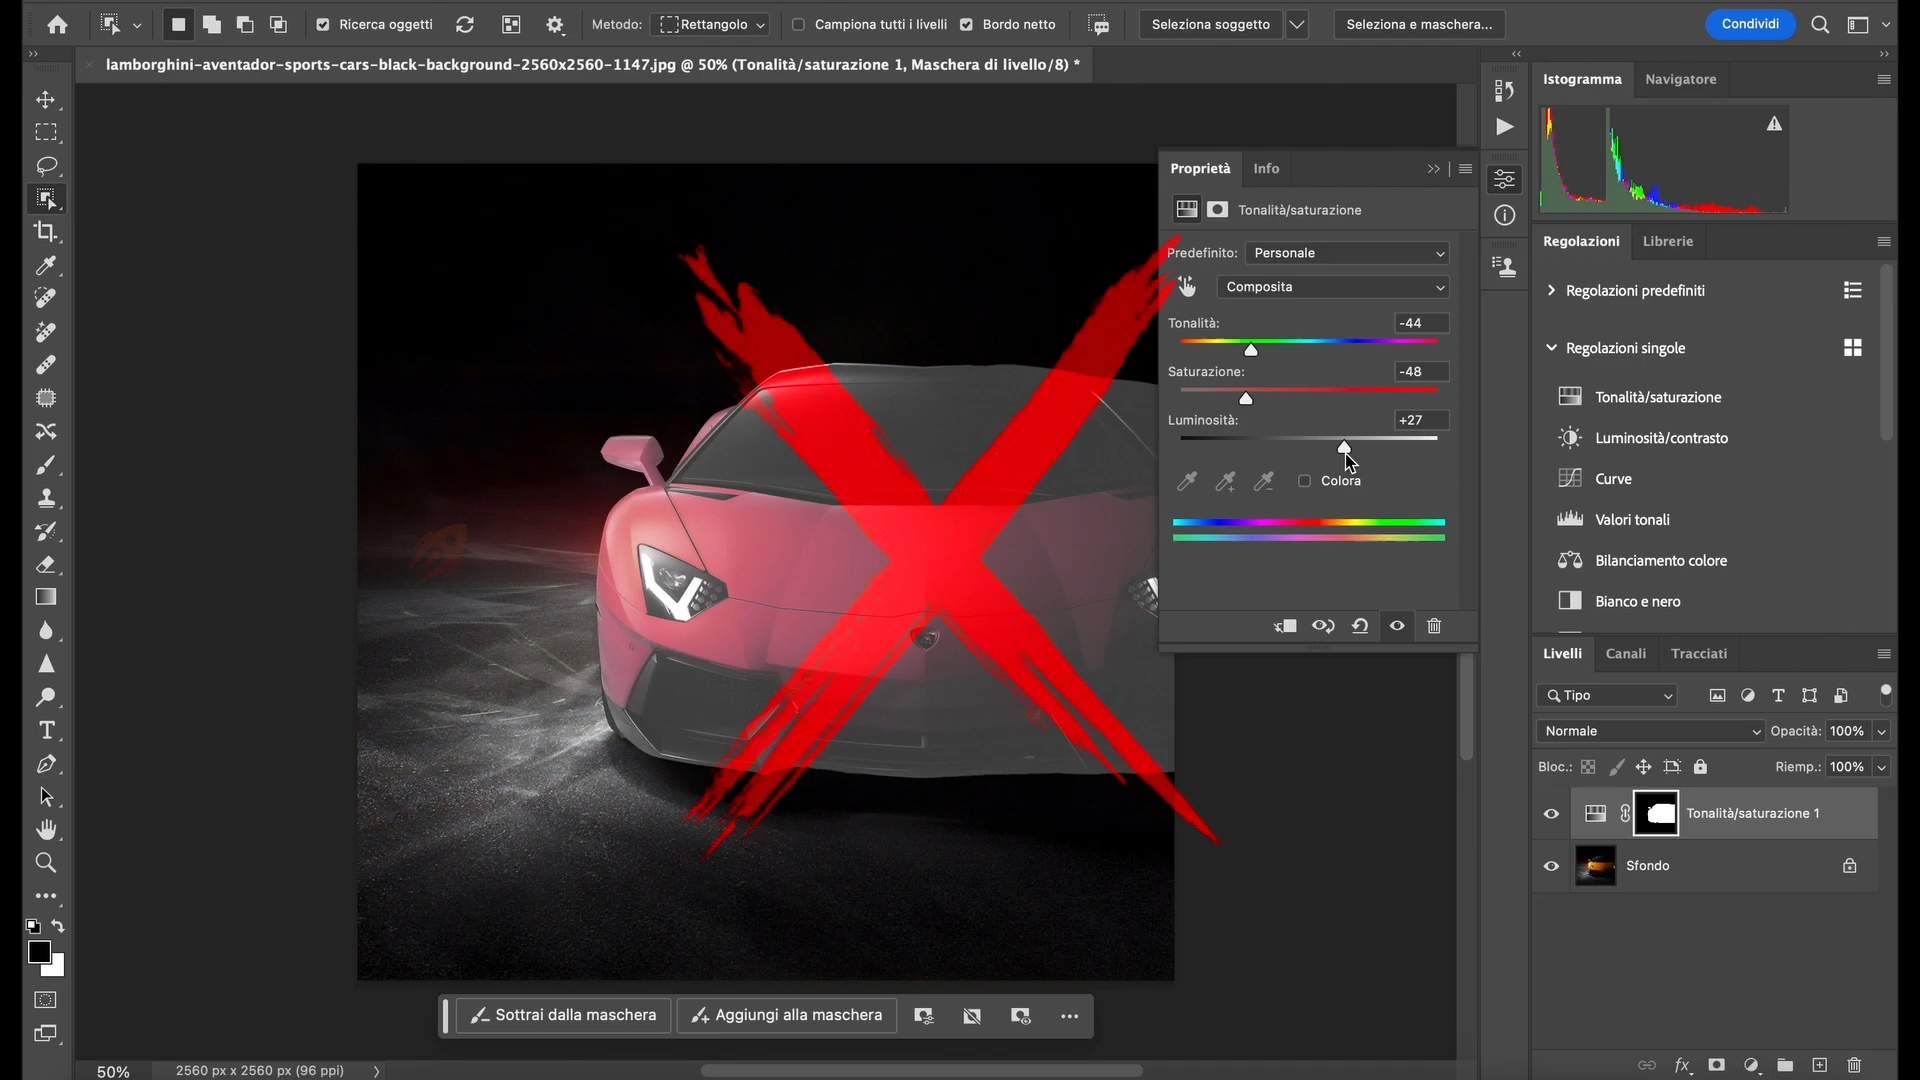 Ricerca oggetti
Metodo:
Rettangolo
Campiona tutti i livelli
Bordo netto
Seleziona soggetto
Seleziona e maschera...
Condividi
lamborghini-aventador-sports-cars-black-background-2560x2560-1147.jpg @ 50% (Tonalità/saturazione 1, Maschera di livello/8) *
Istogramma
Navigatore
Proprietà
Info
Tonalità/saturazione
Predefinito:
Personale
Composita
Tonalità:
-44
Saturazione:
-48
Luminosità:
+27
Colora
Regolazioni
Librerie
Regolazioni predefiniti
Regolazioni singole
Tonalità/saturazione
Luminosità/contrasto
Curve
Valori tonali
Bilanciamento colore
Bianco e nero
Livelli
Canali
Tracciati
Tipo
Normale
Opacità:
100%
Bloc.:
Riemp.:
100%
Tonalità/saturazione 1
Sfondo
Sottrai dalla maschera
Aggiungi alla maschera
50%
2560 px x 2560 px (96 ppi)